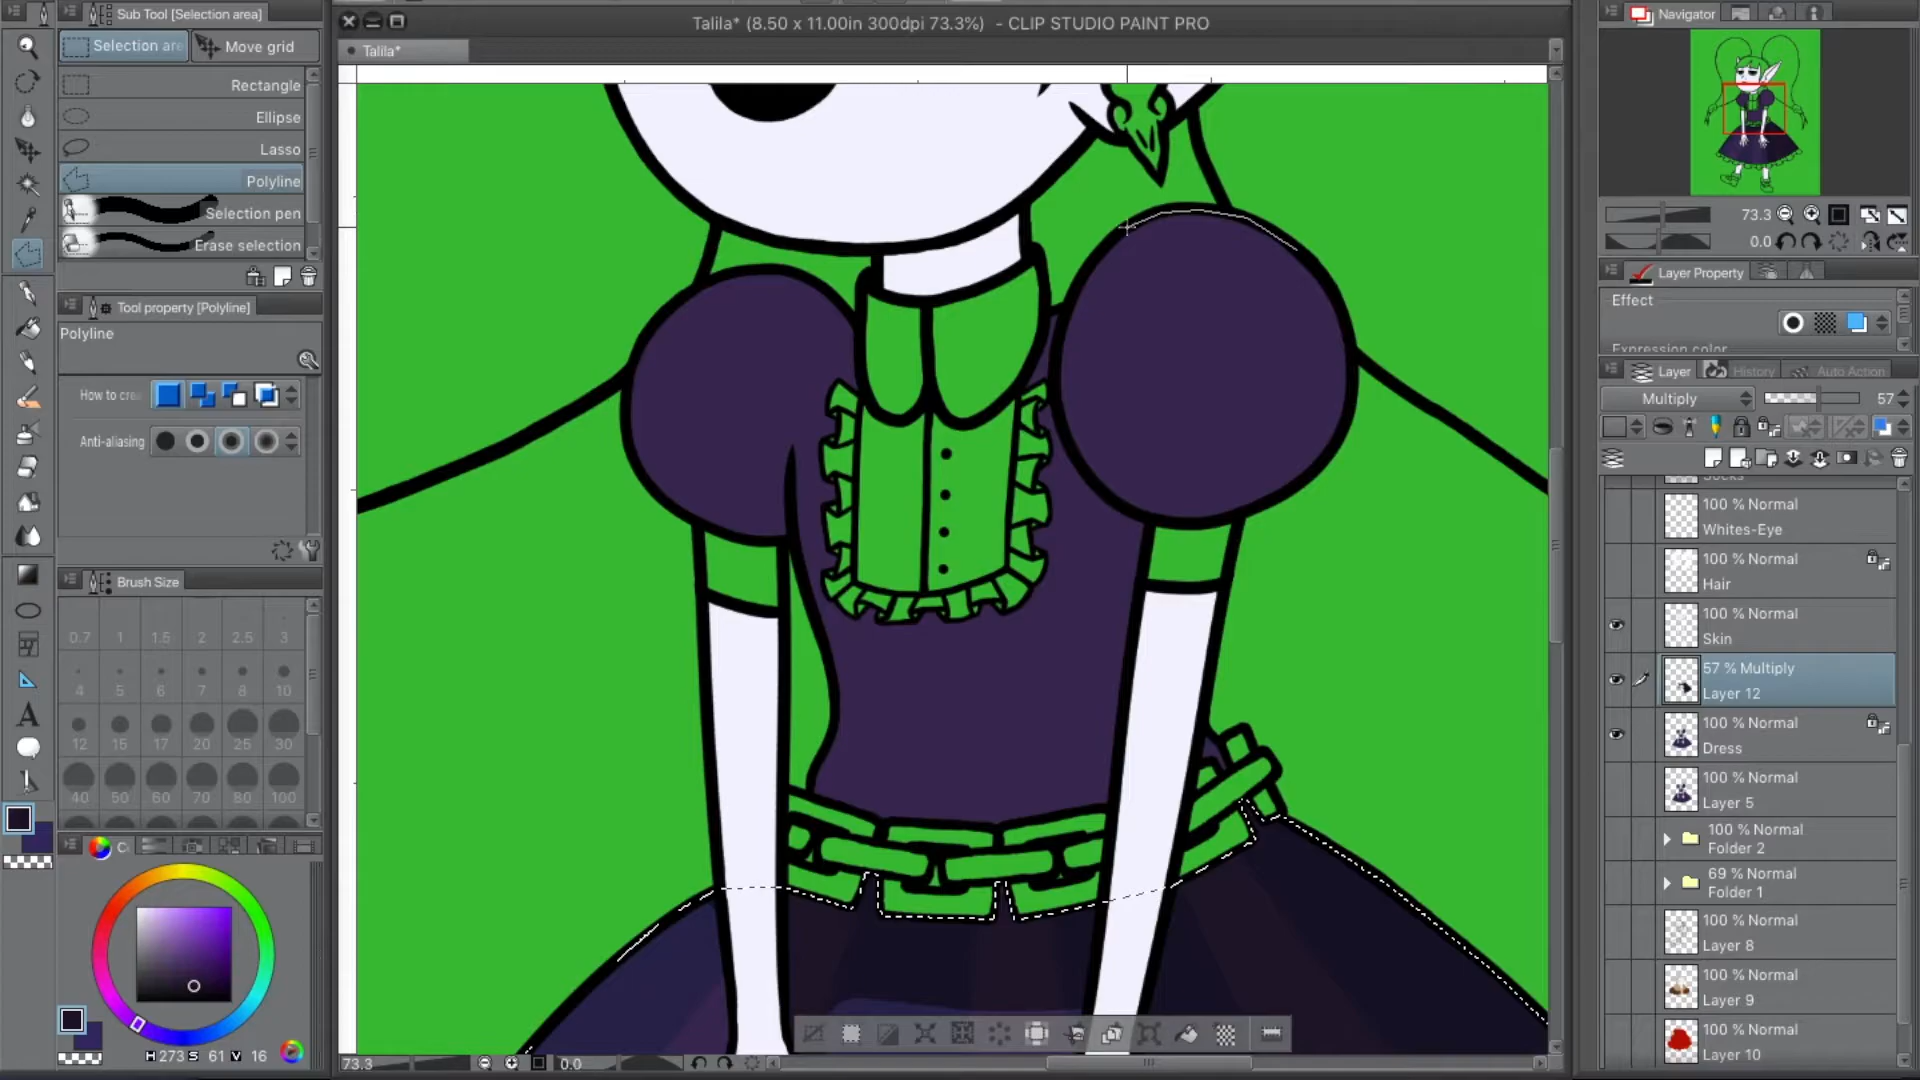 Sub Tool [Selection area]
Selection are
Move grid
Rectangle
Ellipse
Lasso
Polyline
Selection pen
Erase selection
Tool property [Polyline]
Polyline
How to cre
Anti-aliasing
Brush Size
0.7 1 1.5 2 2.5 3
4 5 6 7 8 10
12 15 17 20 25 30
40 50 60 70 80 100
C
H 273 S 61 V 16
Talila* (8.50 x 11.00in 300dpi 73.3%) - CLIP STUDIO PAINT PRO
Talila*
73.3
0.0
Navigator
73.3
0.0
Layer Property
Effect
Expression color
Layer
History
Auto Action
Multiply
57
Socks
100 % Normal
Whites-Eye
100 % Normal
Hair
100 % Normal
Skin
57 % Multiply
Layer 12
100 % Normal
Dress
100 % Normal
Layer 5
100 % Normal
Folder 2
69 % Normal
Folder 1
100 % Normal
Layer 8
100 % Normal
Layer 9
100 % Normal
Layer 10